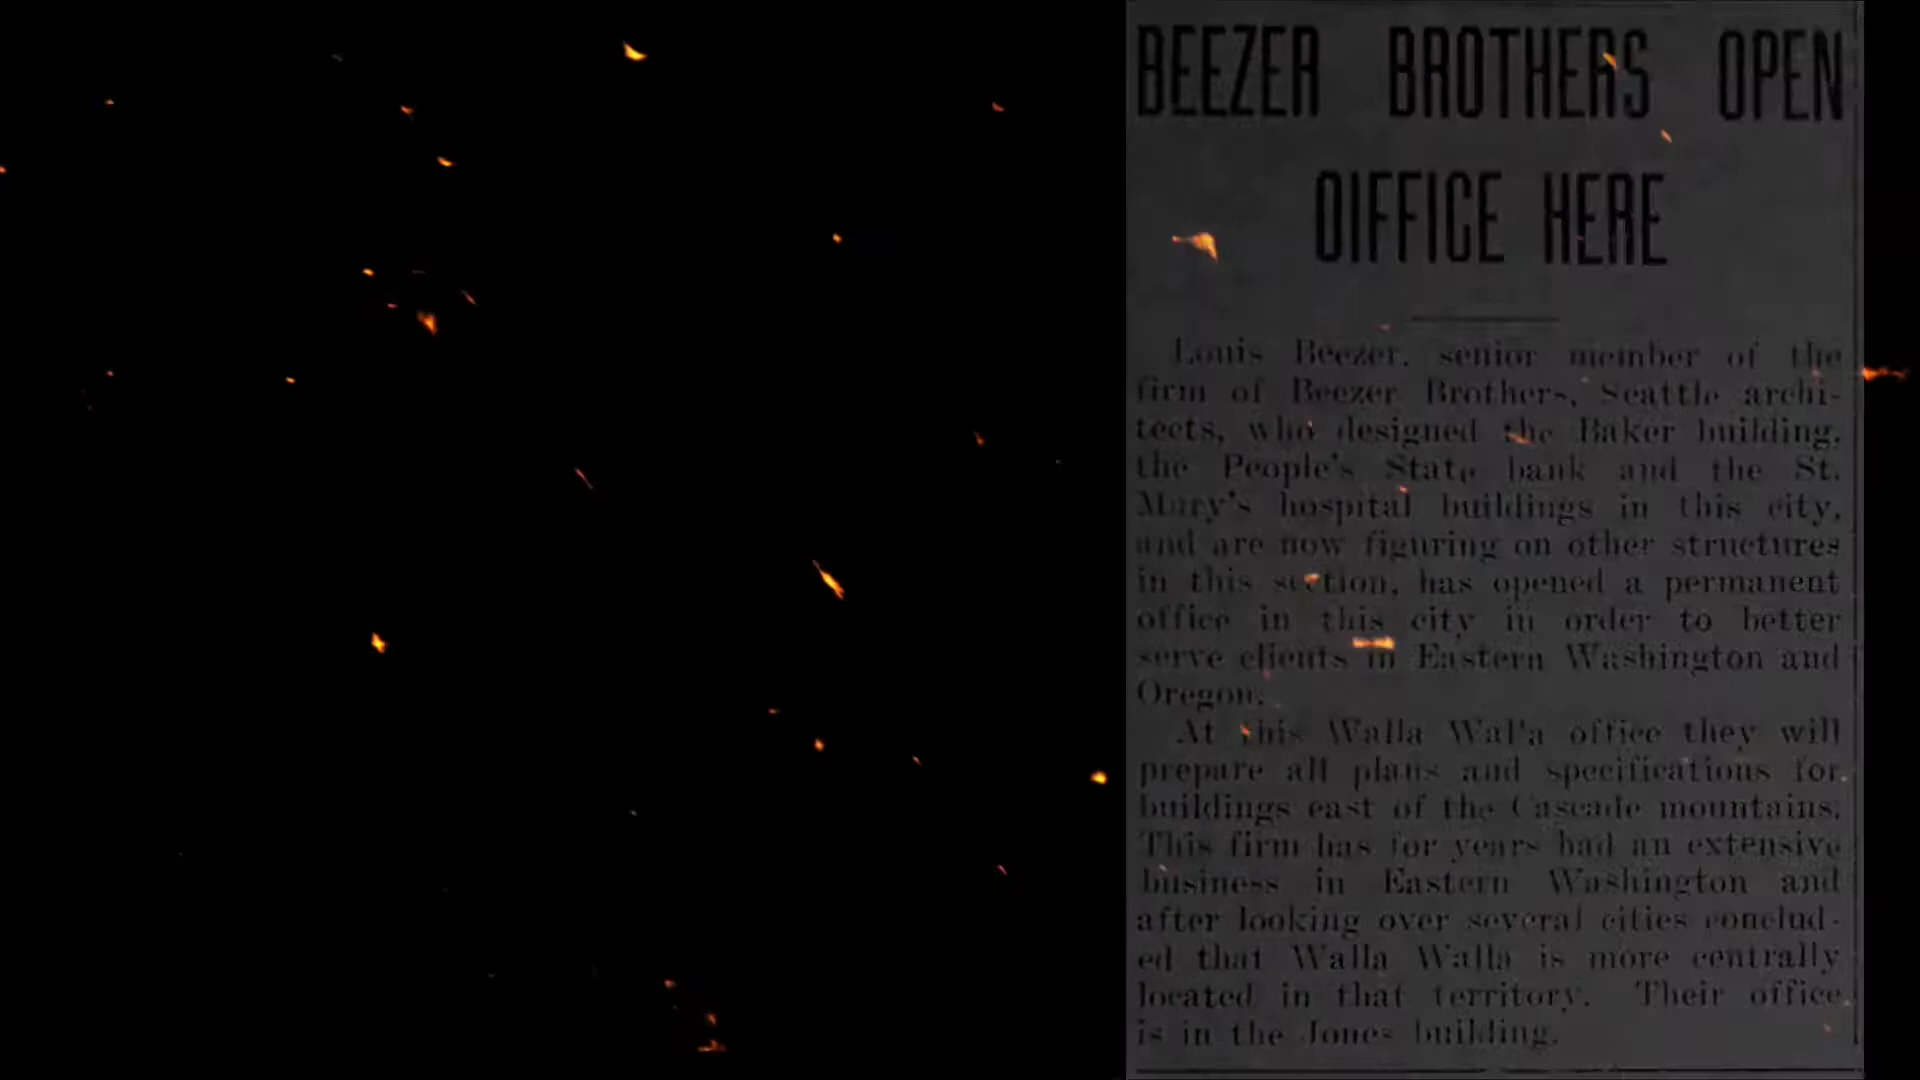 BEEZER BROTHERS OPEN
OIFFICE HERE
Louis Beezer, senior member of the
firm of Beezer Brothers, Seattle archi-
tects, who designed the Baker building,
the People's State bank and the St.
Mary's hospital buildings in this city,
and are now figuring on other structures
in this section, has opened a permanent
office in this city in order to better
serve clients in Eastern Washington and
Oregon.
At this Walla Wal'a office they will
prepare all plans and specifications for
buildings east of the Cascade mountains.
This firm has for years had an extensive
business in Eastern Washington and
after looking over several cities conclud-
ed that Walla Walla is more centrally
located in that territory. Their office
is in the Jones building.